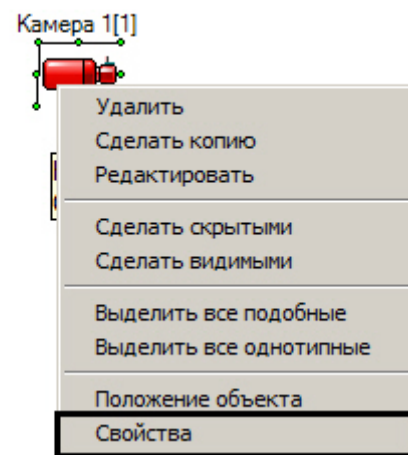 Камера 1[1]
Удалить
Сделать копию
Редактировать
Сделать скрытыми
Сделать видимыми
Выделить все подобные
Выделить все однотипные
Положение объекта
Свойства